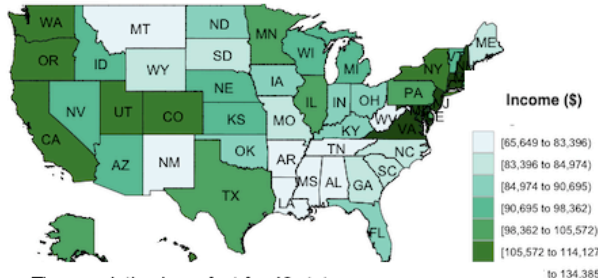 WA
MT
ND
MN
ME
OR
ID
WY
SD
WI
MI
NY
NV
UT
CO
NE
IA
IL
IN
OH
PA
CA
AZ
NM
KS
MO
KY
WV
VA
OK
AR
TN
NC
TX
LA
MS
AL
GA
SC
FL
Income ($)
[65,649 to 83,396)
[83,396 to 84,974)
[84,974 to 90,695)
[90,695 to 98,362)
[98,362 to 105,572)
[105,572 to 114,127
to 134,385